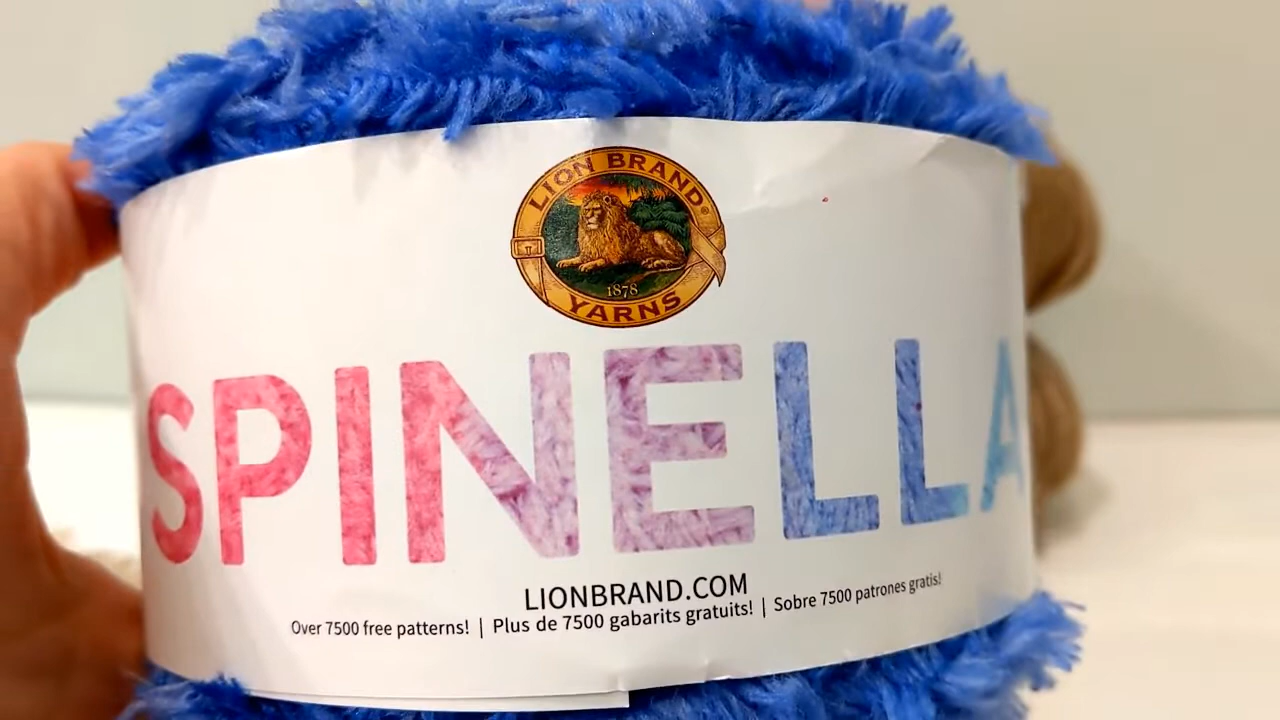 LION BRAND®
1878
YARNS
SPINELLA
LIONBRAND.COM
Over 7500 free patterns! | Plus de 7500 gabarits gratuits! | Sobre 7500 patrones gratis!